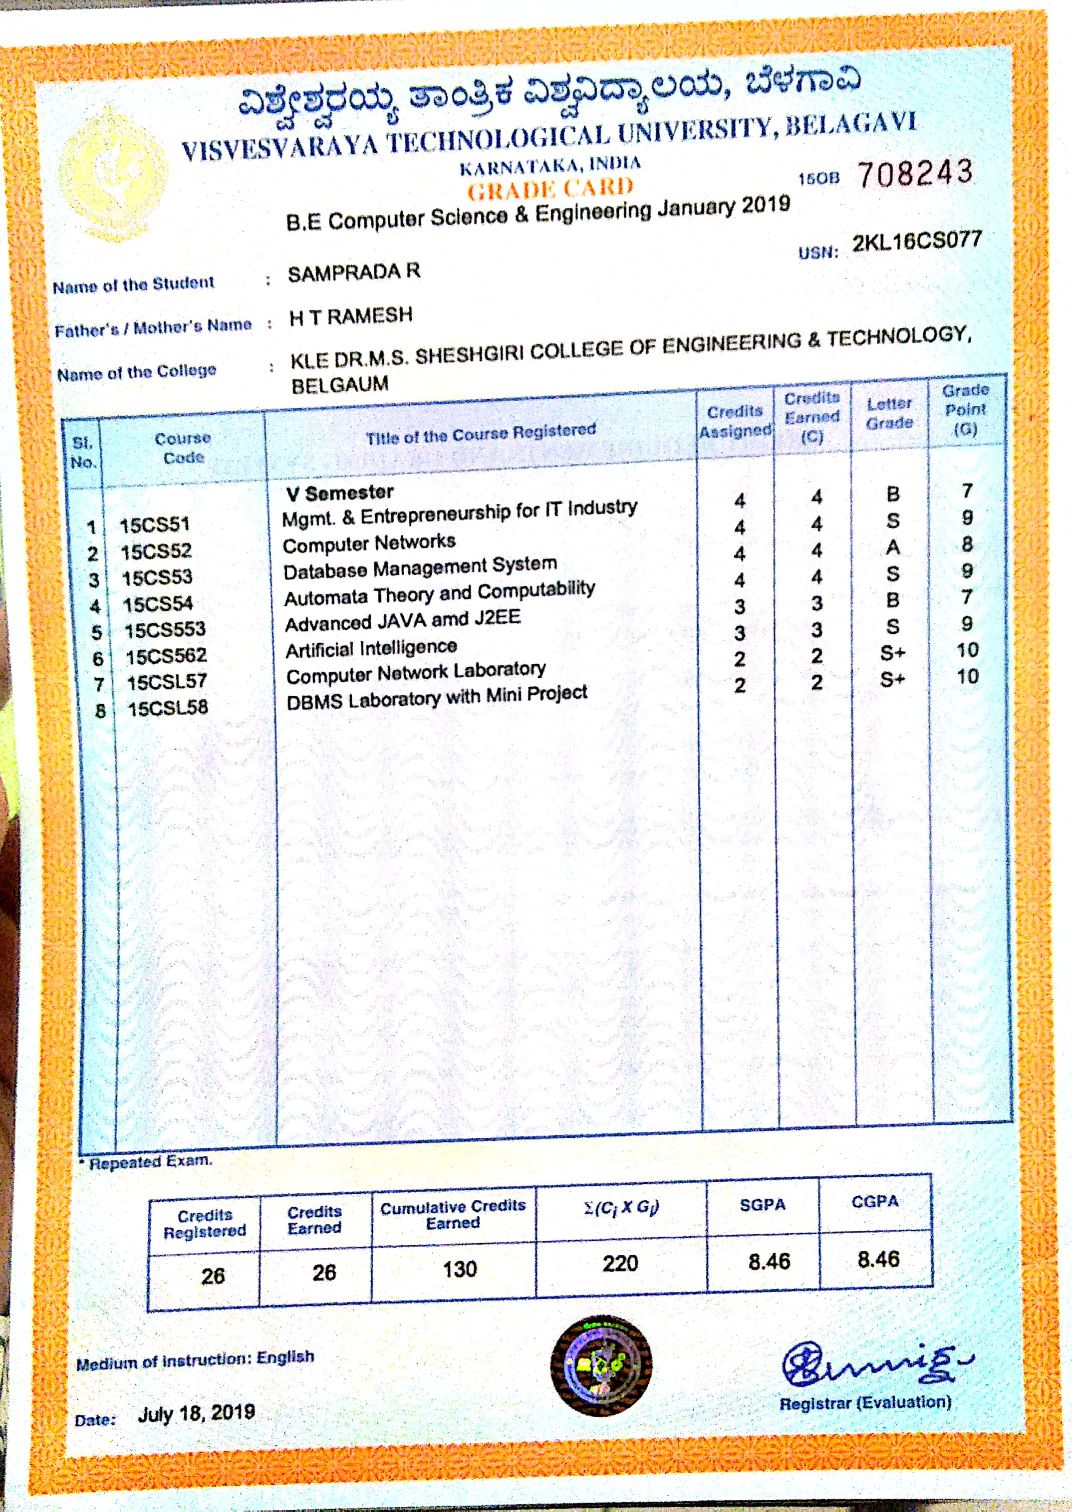 ವಿಶ್ವೇಶ್ವರಯ್ಯ ತಾಂತ್ರಿಕ ವಿಶ್ವವಿದ್ಯಾಲಯ, ಬೆಳಗಾವಿ
VISVESVARAYA TECHNOLOGICAL UNIVERSITY, BELAGAVI
KARNATAKA, INDIA
GRADE CARD
15OB 708243
B.E Computer Science & Engineering January 2019
USN: 2KL16CS077
Name of the Student : SAMPRADA R
Father's / Mother's Name : H T RAMESH
Name of the College : KLE DR.M.S. SHESHGIRI COLLEGE OF ENGINEERING & TECHNOLOGY,
BELGAUM
Sl. No. Course Code Title of the Course Registered Credits Assigned Credits Earned (C) Letter Grade Grade Point (G)
V Semester
1 15CS51 Mgmt. & Entrepreneurship for IT Industry 4 4 B 7
2 15CS52 Computer Networks 4 4 S 9
3 15CS53 Database Management System 4 4 A 8
4 15CS54 Automata Theory and Computability 4 4 S 9
5 15CS553 Advanced JAVA amd J2EE 3 3 B 7
6 15CS562 Artificial Intelligence 3 3 S 9
7 15CSL57 Computer Network Laboratory 2 2 S+ 10
8 15CSL58 DBMS Laboratory with Mini Project 2 2 S+ 10
* Repeated Exam.
Credits Registered Credits Earned Cumulative Credits Earned Σ(Ci X Gi) SGPA CGPA
26 26 130 220 8.46 8.46
Medium of instruction: English
Registrar (Evaluation)
Date: July 18, 2019